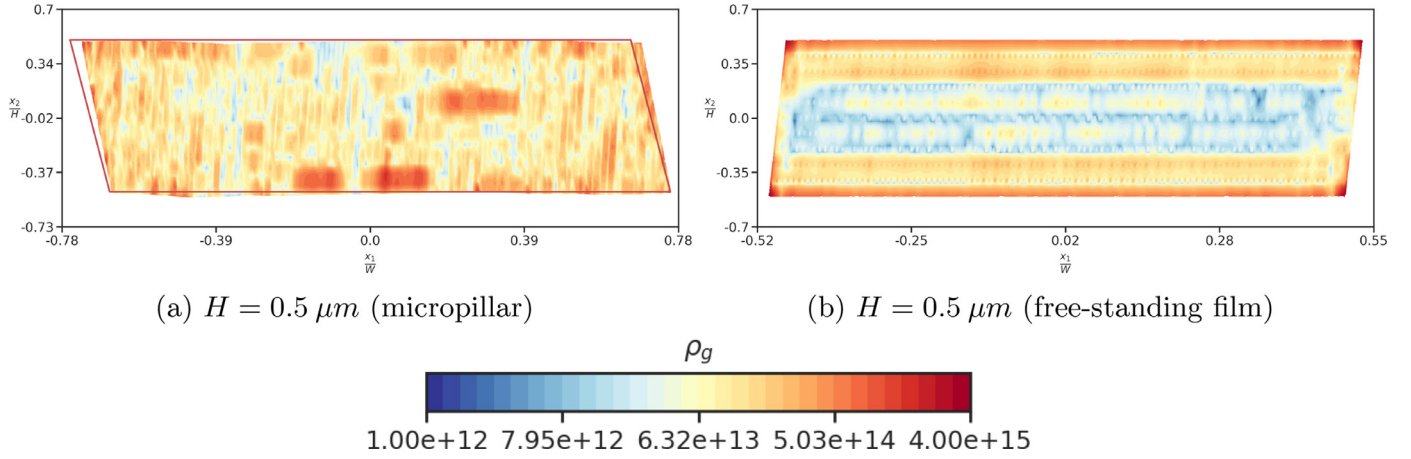 0.7
0.34
-0.02
-0.37
-0.73
x₂
H
-0.78 -0.39 0.0 0.39 0.78
x₁
W
0.7
0.35
0.0
-0.35
-0.7
x₂
H
-0.52 -0.25 0.02 0.28 0.55
x₁
W
(a) H = 0.5 μm (micropillar)
(b) H = 0.5 μm (free-standing film)
ρg
1.00e+12 7.95e+12 6.32e+13 5.03e+14 4.00e+15